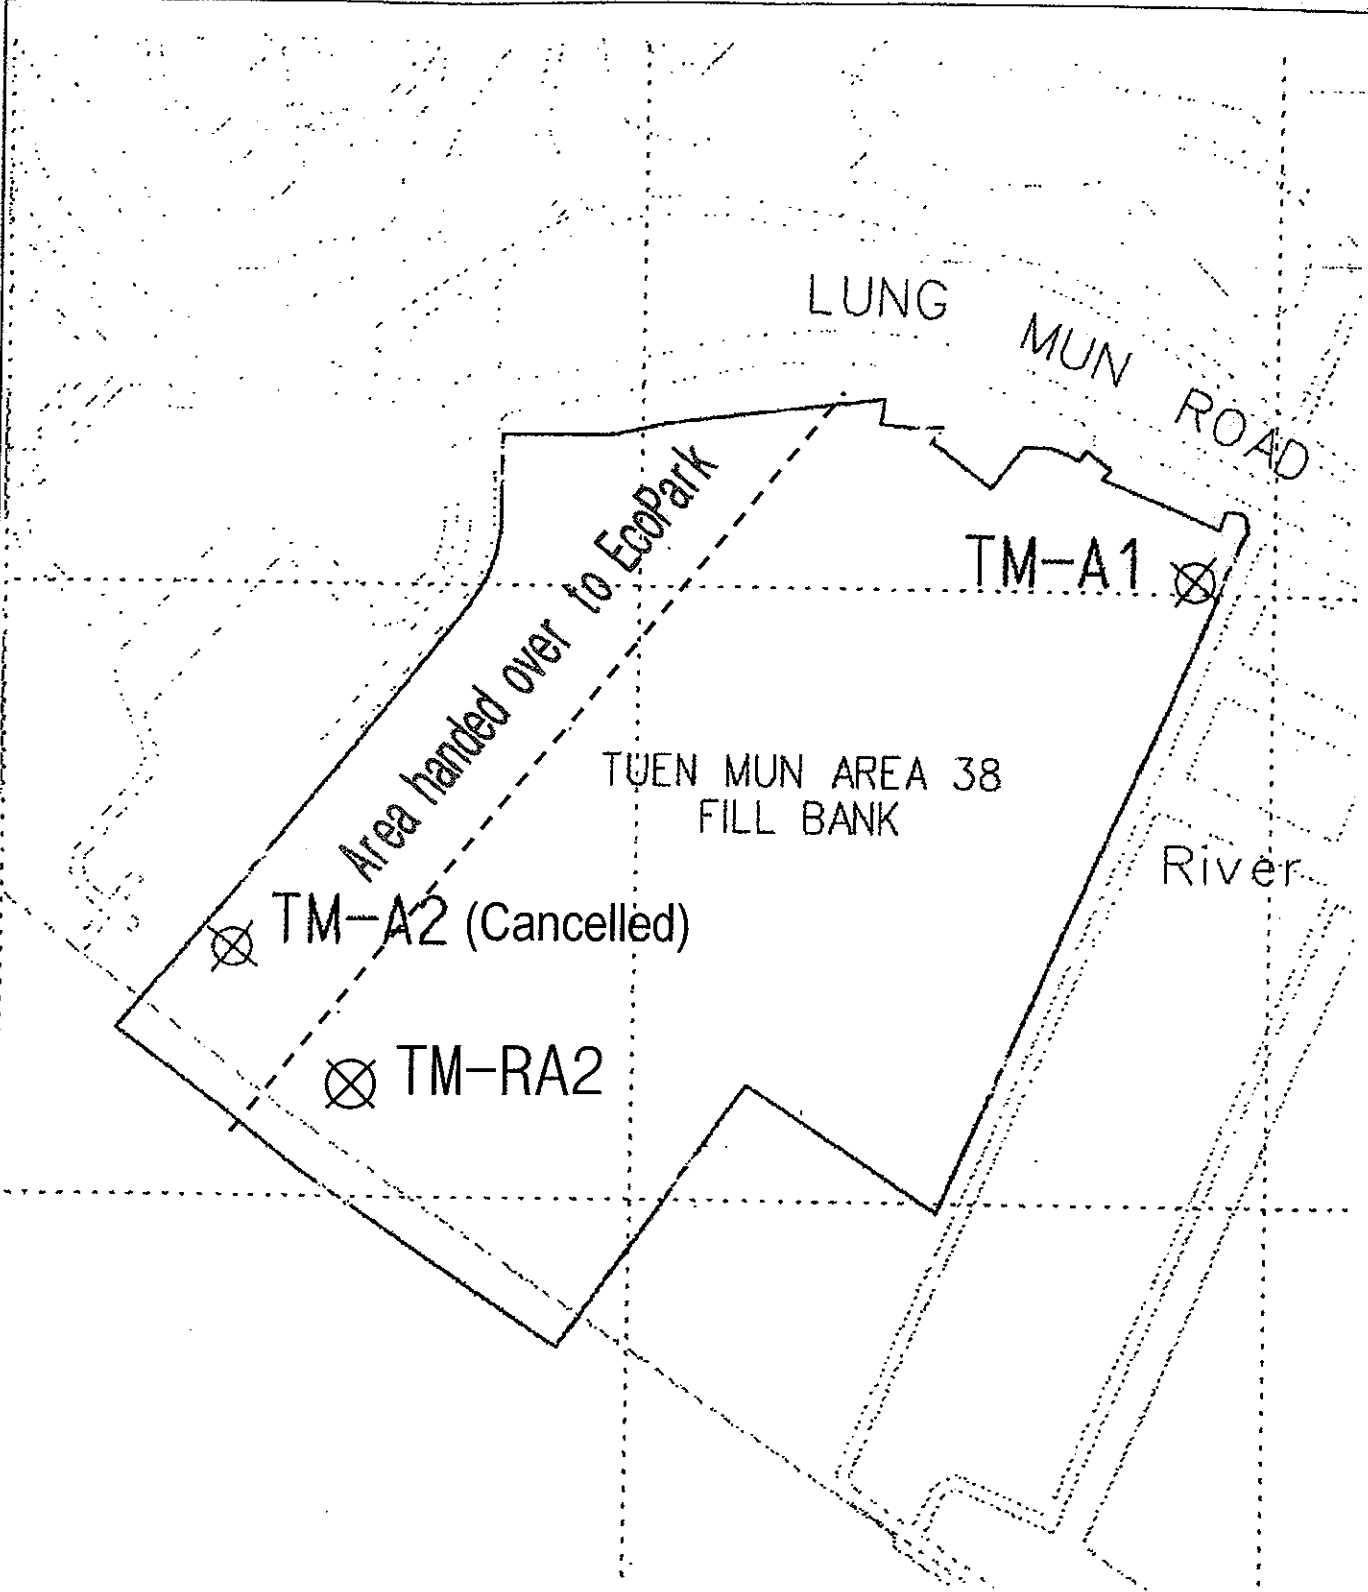 LUNG MUN ROAD
Area handed over to EcoPark
TM-A1
TUEN MUN AREA 38
FILL BANK
River
TM-A2 (Cancelled)
TM-RA2